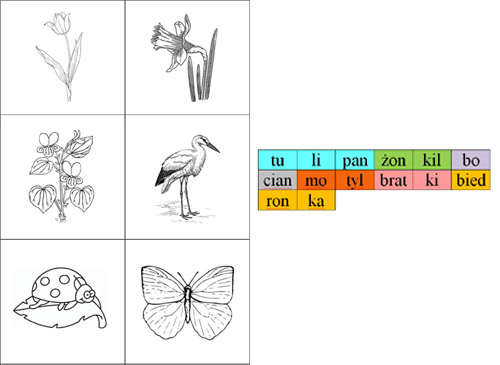 tu li pan żon kil bo
cian mo tyl brat ki bied
ron ka